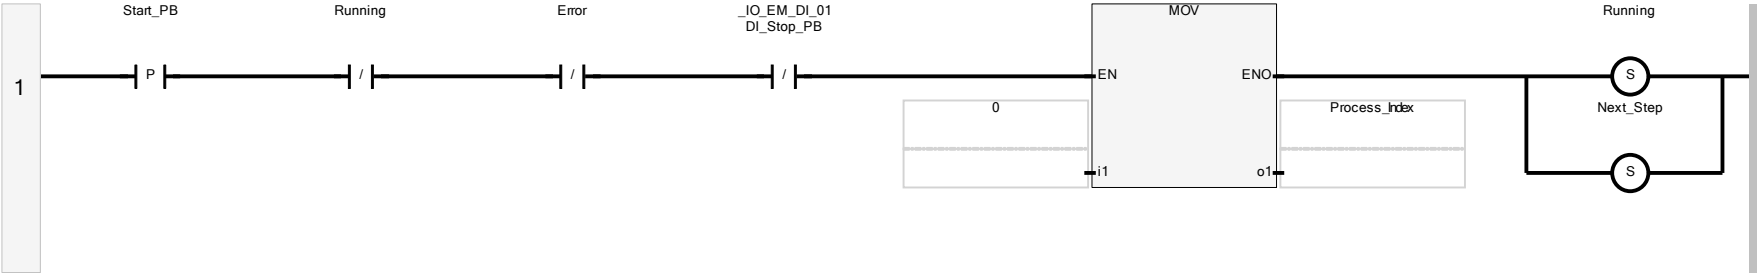 Start_PB
Running
Error
_IO_EM_DI_01
DI_Stop_PB
MOV
Running
1
P
/
/
/
EN
ENO
S
0
Process_Index
Next_Step
i1
o1
S